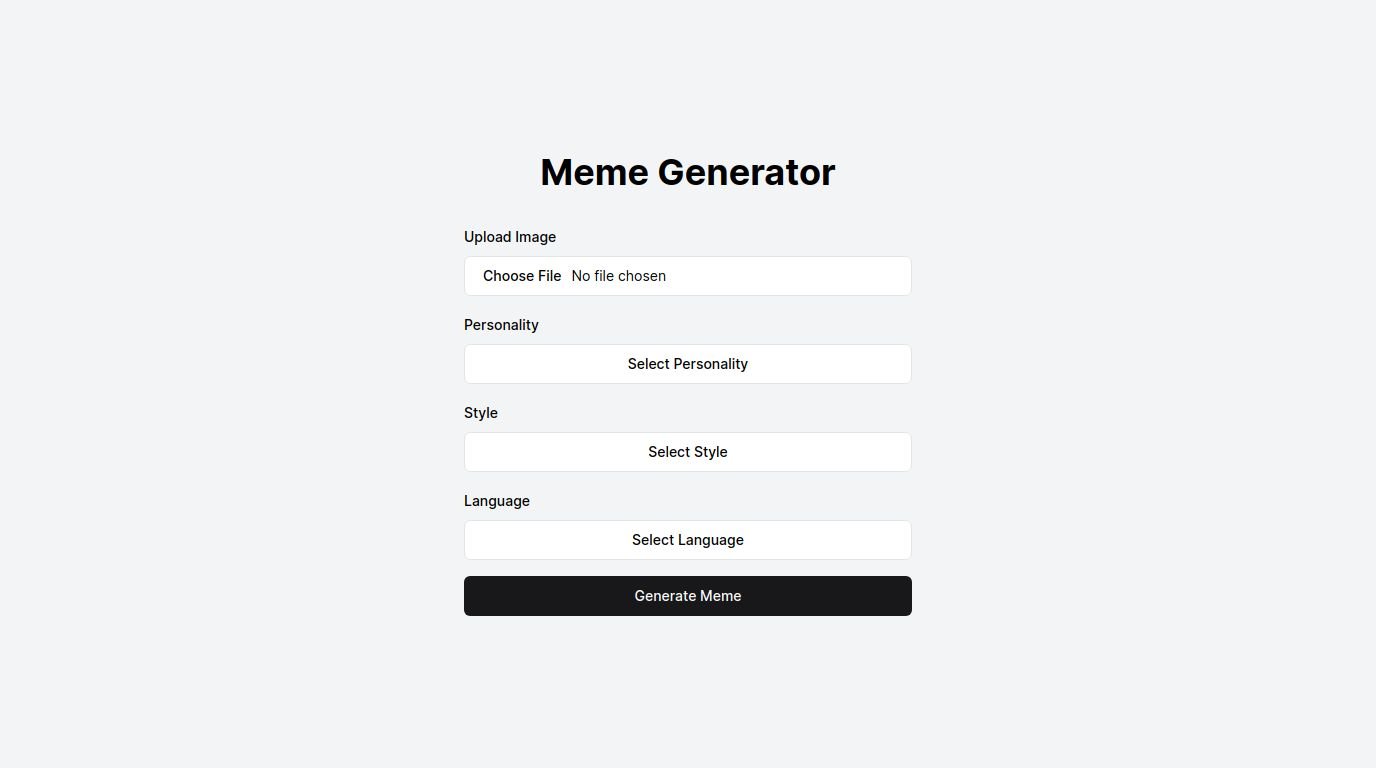 Meme Generator
Upload Image
Choose File No file chosen
Personality
Select Personality
Style
Select Style
Language
Select Language
Generate Meme